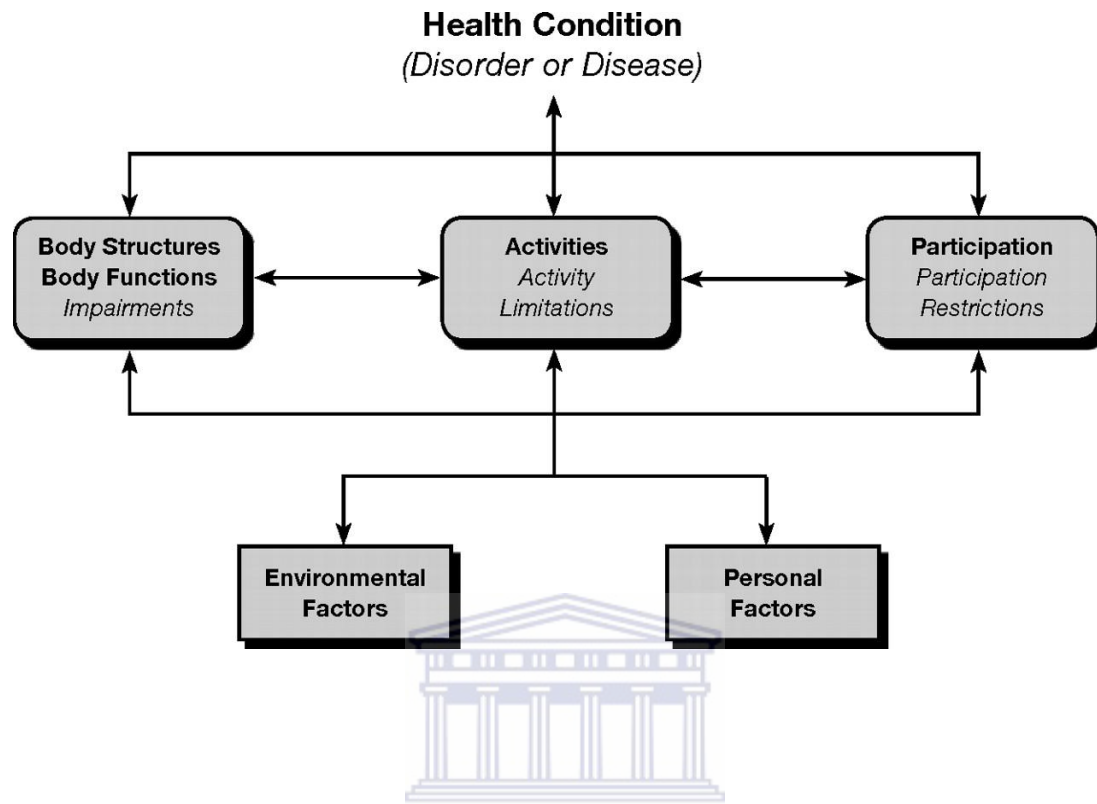 Health Condition
(Disorder or Disease)
Body Structures
Body Functions
Impairments
Activities
Activity
Limitations
Participation
Participation
Restrictions
Environmental
Factors
Personal
Factors